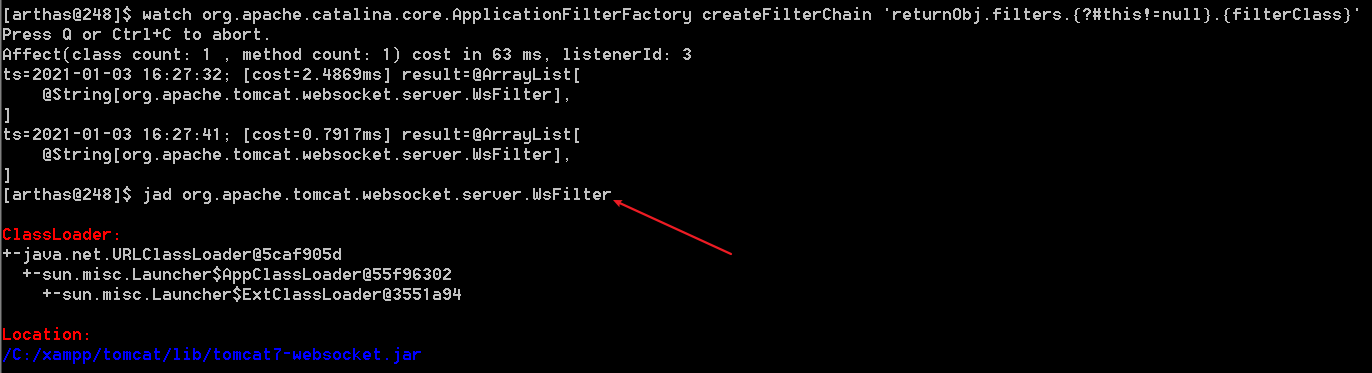 [arthas@248]$ watch org.apache.catalina.core.ApplicationFilterFactory createFilterChain 'returnObj.filters.{?#this!=null}.{filterClass}'
Press Q or Ctrl+C to abort.
Affect(class count: 1 , method count: 1) cost in 63 ms, listenerId: 3
ts=2021-01-03 16:27:32; [cost=2.4869ms] result=@ArrayList[
    @String[org.apache.tomcat.websocket.server.WsFilter],
]
ts=2021-01-03 16:27:41; [cost=0.7917ms] result=@ArrayList[
    @String[org.apache.tomcat.websocket.server.WsFilter],
]
[arthas@248]$ jad org.apache.tomcat.websocket.server.WsFilter
ClassLoader:
+-java.net.URLClassLoader@5caf905d
  +-sun.misc.Launcher$AppClassLoader@55f96302
    +-sun.misc.Launcher$ExtClassLoader@3551a94
Location:
/C:/xampp/tomcat/lib/tomcat7-websocket.jar